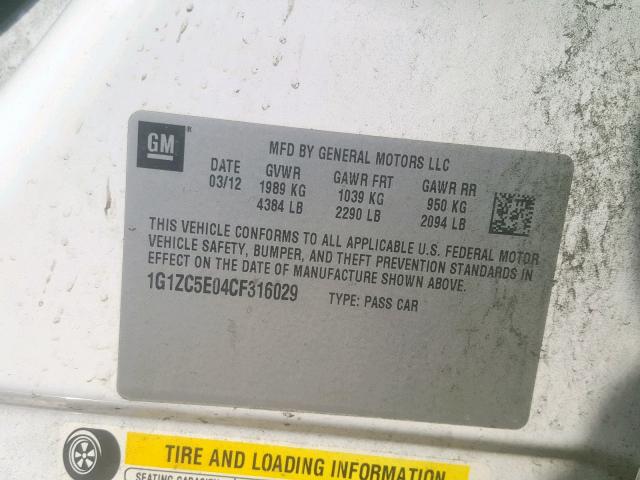 GM
®
MFD BY GENERAL MOTORS LLC
DATE GVWR GAWR FRT GAWR RR
03/12 1989 KG 1039 KG 950 KG
4384 LB 2290 LB 2094 LB
THIS VEHICLE CONFORMS TO ALL APPLICABLE U.S. FEDERAL MOTOR
VEHICLE SAFETY, BUMPER, AND THEFT PREVENTION STANDARDS IN
EFFECT ON THE DATE OF MANUFACTURE SHOWN ABOVE.
1G1ZC5E04CF316029 TYPE: PASS CAR
TIRE AND LOADING INFORMATION
SEATING CAPACITY